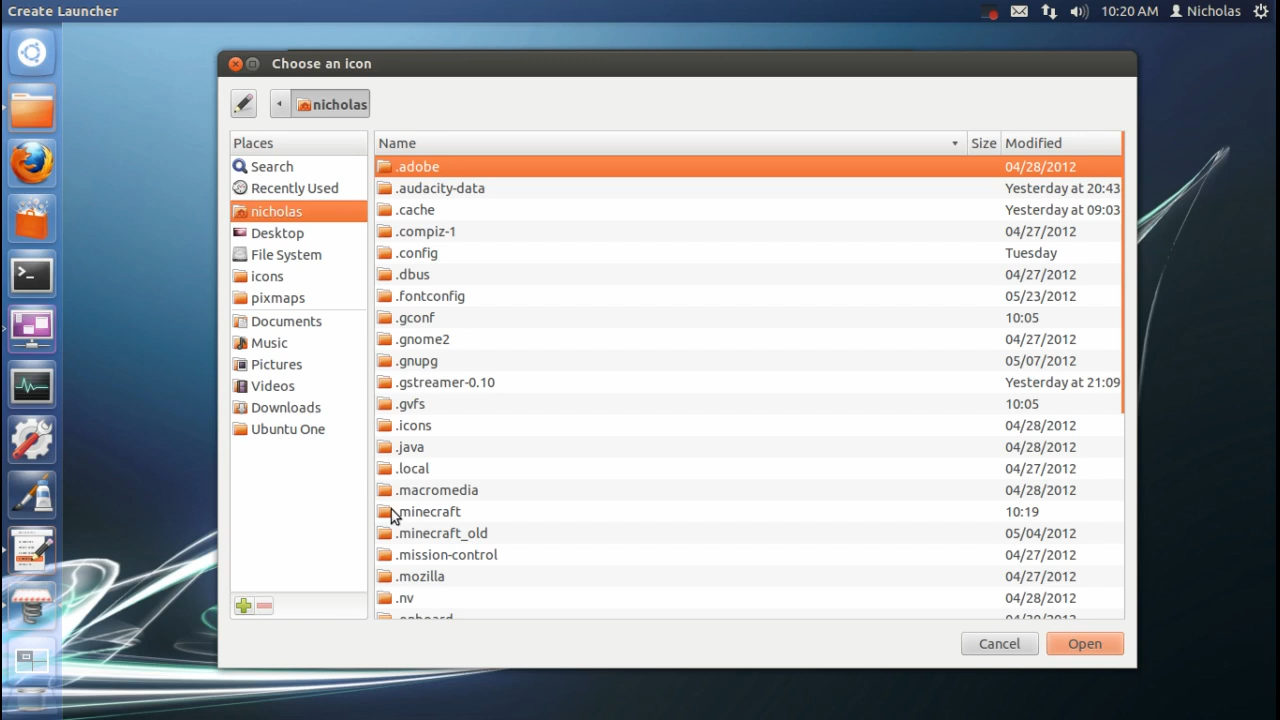 Create Launcher
10:20 AM Nicholas
Choose an icon
nicholas
Places
Search
Recently Used
nicholas
Desktop
File System
icons
pixmaps
Documents
Music
Pictures
Videos
Downloads
Ubuntu One
Name Size Modified
.adobe 04/28/2012
.audacity-data Yesterday at 20:43
.cache Yesterday at 09:03
.compiz-1 04/27/2012
.config Tuesday
.dbus 04/27/2012
.fontconfig 05/23/2012
.gconf 10:05
.gnome2 04/27/2012
.gnupg 05/07/2012
.gstreamer-0.10 Yesterday at 21:09
.gvfs 10:05
.icons 04/28/2012
.java 04/28/2012
.local 04/27/2012
.macromedia 04/28/2012
.minecraft 10:19
.minecraft_old 05/04/2012
.mission-control 04/27/2012
.mozilla 04/27/2012
.nv 04/28/2012
Cancel Open